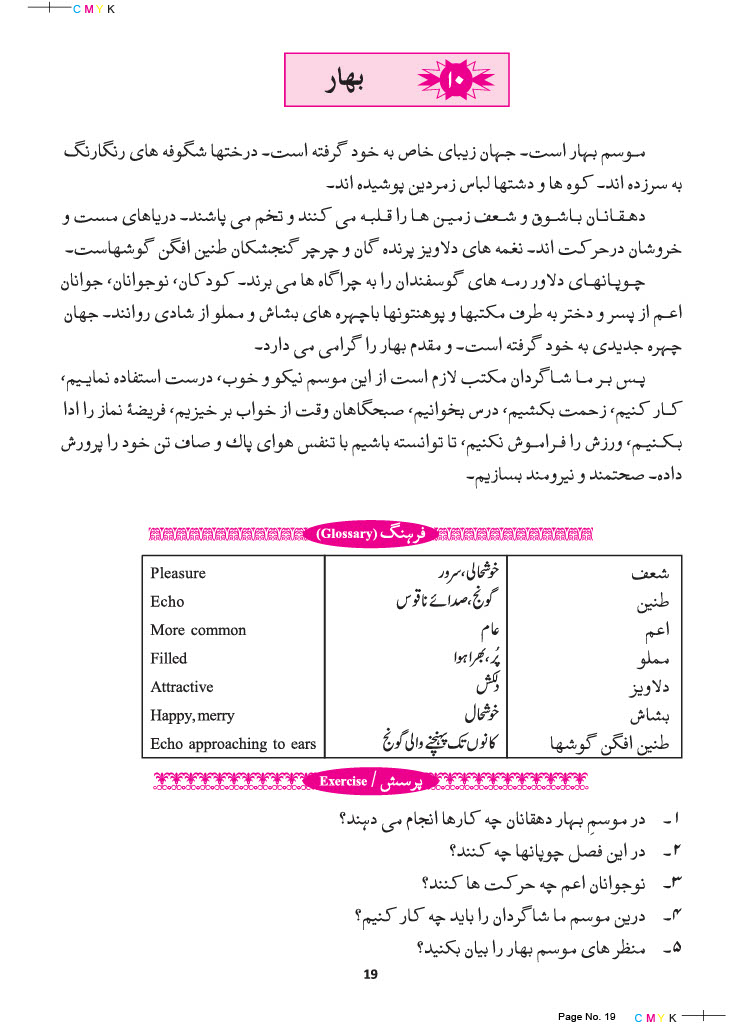 C M Y K
۱۰ بهار
موسم بهار است۔ جهان زیبای خاص به خود گرفته است۔ درختها شگوفه های رنگارنگ
به سرزده اند۔ کوه ها و دشتها لباس زمردین پوشیده اند۔
دهقانان باشوق و شعف زمین ها را قلبه می کنند و تخم می پاشند۔ دریاهای مست و
خروشان درحرکت اند۔ نغمه های دلاویز پرنده گان و چرچر گنجشکان طنین افگن گوشهاست۔
چوپانهای دلاور رمه های گوسفندان را به چراگاه ها می برند۔ کودکان، نوجوانان، جوانان
اعم از پسر و دختر به طرف مکتبها و پوهنتونها باچهره های بشاش و مملو از شادی روانند۔ جهان
چهره جدیدی به خود گرفته است۔ و مقدم بهار را گرامی می دارد۔
پس بر ما شاگردان مکتب لازم است از این موسم نیکو و خوب، درست استفاده نماییم،
کار کنیم، زحمت بکشیم، درس بخوانیم، صبحگاهان وقت از خواب بر خیزیم، فریضۀ نماز را ادا
بکنیم، ورزش را فراموش نکنیم، تا توانسته باشیم با تنفس هوای پاك و صاف تن خود را پرورش
داده۔ صحتمند و نیرومند بسازیم۔
فرہنگ (Glossary)
شعف خوشحالی، سرور Pleasure
طنین گونج، صدائے ناقوس Echo
اعم عام More common
مملو پُر، بھرا ہوا Filled
دلاویز دلکش Attractive
بشاش خوشحال Happy, merry
طنین افگن گوشها کانوں تک پہنچنے والی گونج Echo approaching to ears
پرسش / Exercise
۱۔ در موسمِ بهار دهقانان چه کارها انجام می دهند؟
۲۔ در این فصل چوپانها چه کنند؟
۳۔ نوجوانان اعم چه حرکت ها کنند؟
۴۔ درین موسم ما شاگردان را باید چه کار کنیم؟
۵۔ منظر های موسم بهار را بیان بکنید؟
19
Page No. 19 C M Y K